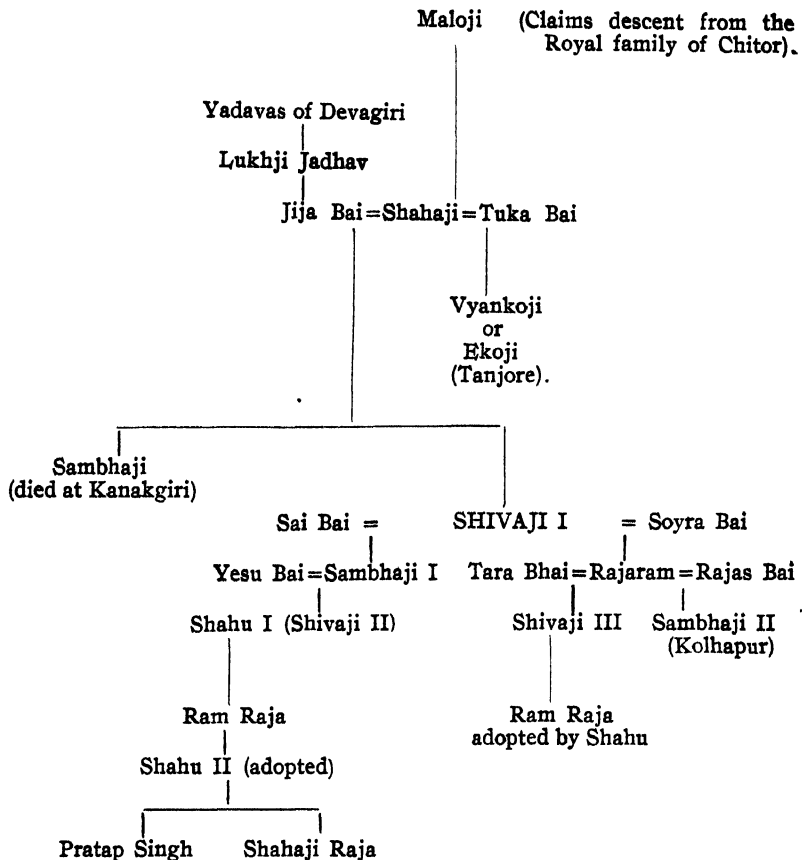 Maloji (Claims descent from the
Royal family of Chitor).
Yadavas of Devagiri
Lukhji Jadhav
Jija Bai=Shahaji=Tuka Bai
Vyankoji
or
Ekoji
(Tanjore).
Sambhaji
(died at Kanakgiri)
Sai Bai = SHIVAJI I = Soyra Bai
Yesu Bai=Sambhaji I Tara Bhai=Rajaram=Rajas Bai
Shahu I (Shivaji II) Shivaji III Sambhaji II
(Kolhapur)
Ram Raja Ram Raja
adopted by Shahu
Shahu II (adopted)
Pratap Singh Shahaji Raja